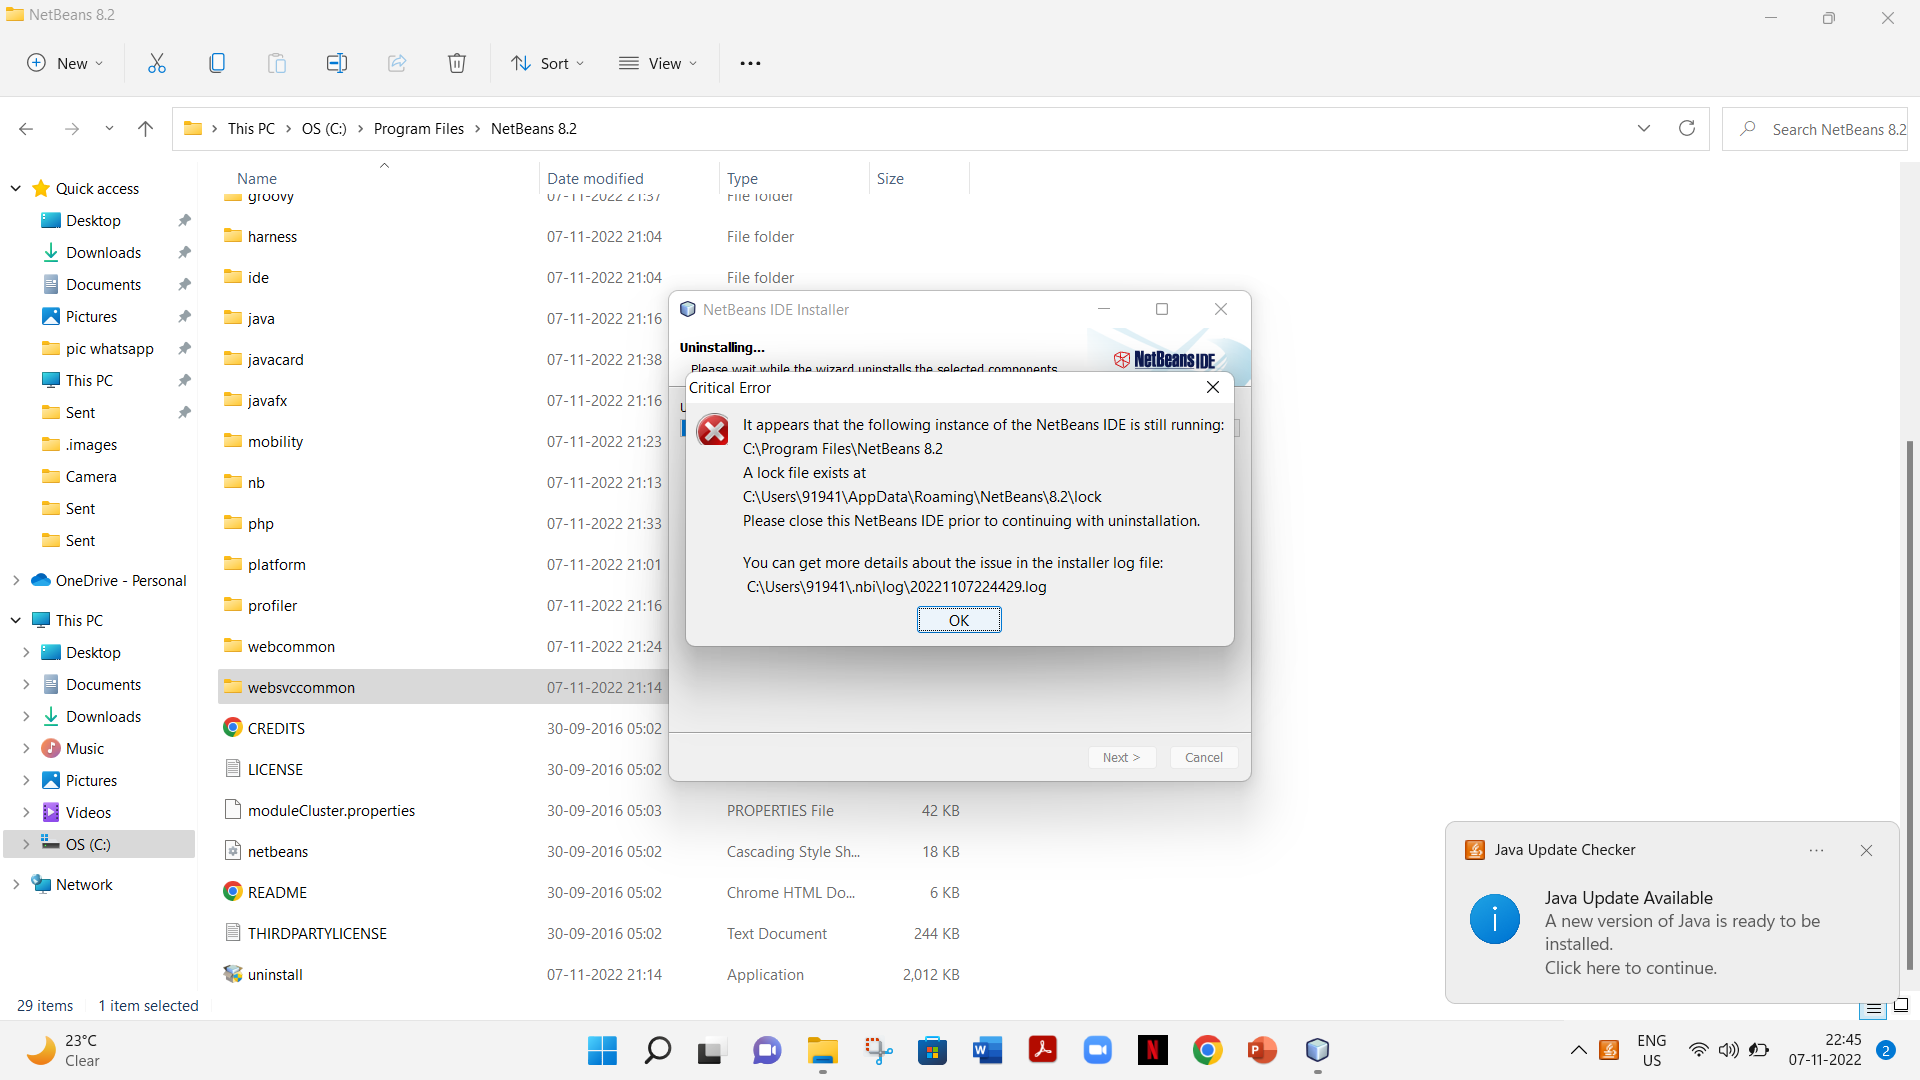 NetBeans 8.2
New
Sort
View
This PC
OS (C:)
Program Files
NetBeans 8.2
Search NetBeans 8.2
Name
Date modified
Type
Size
Quick access
Desktop
Downloads
Documents
Pictures
pic whatsapp
This PC
Sent
.images
Camera
Sent
Sent
OneDrive - Personal
This PC
Desktop
Documents
Downloads
Music
Pictures
Videos
OS (C:)
Network
groovy 07-11-2022 21:37 File folder
harness 07-11-2022 21:04 File folder
ide 07-11-2022 21:04 File folder
java 07-11-2022 21:16
javacard 07-11-2022 21:38
javafx 07-11-2022 21:16
mobility 07-11-2022 21:23
nb 07-11-2022 21:13
php 07-11-2022 21:33
platform 07-11-2022 21:01
profiler 07-11-2022 21:16
webcommon 07-11-2022 21:24
websvccommon 07-11-2022 21:14
CREDITS 30-09-2016 05:02
LICENSE 30-09-2016 05:02
moduleCluster.properties 30-09-2016 05:03 PROPERTIES File 42 KB
netbeans 30-09-2016 05:02 Cascading Style Sh... 18 KB
README 30-09-2016 05:02 Chrome HTML Do... 6 KB
THIRDPARTYLICENSE 30-09-2016 05:02 Text Document 244 KB
uninstall 07-11-2022 21:14 Application 2,012 KB
NetBeans IDE Installer
Uninstalling...
Please wait while the wizard uninstalls the selected components
NetBeans IDE
Critical Error
It appears that the following instance of the NetBeans IDE is still running:
C:\Program Files\NetBeans 8.2
A lock file exists at
C:\Users\91941\AppData\Roaming\NetBeans\8.2\lock
Please close this NetBeans IDE prior to continuing with uninstallation.
You can get more details about the issue in the installer log file:
C:\Users\91941\.nbi\log\20221107224429.log
OK
Next >
Cancel
Java Update Checker
Java Update Available
A new version of Java is ready to be
installed.
Click here to continue.
29 items
1 item selected
23°C
Clear
ENG
US
22:45
07-11-2022
2